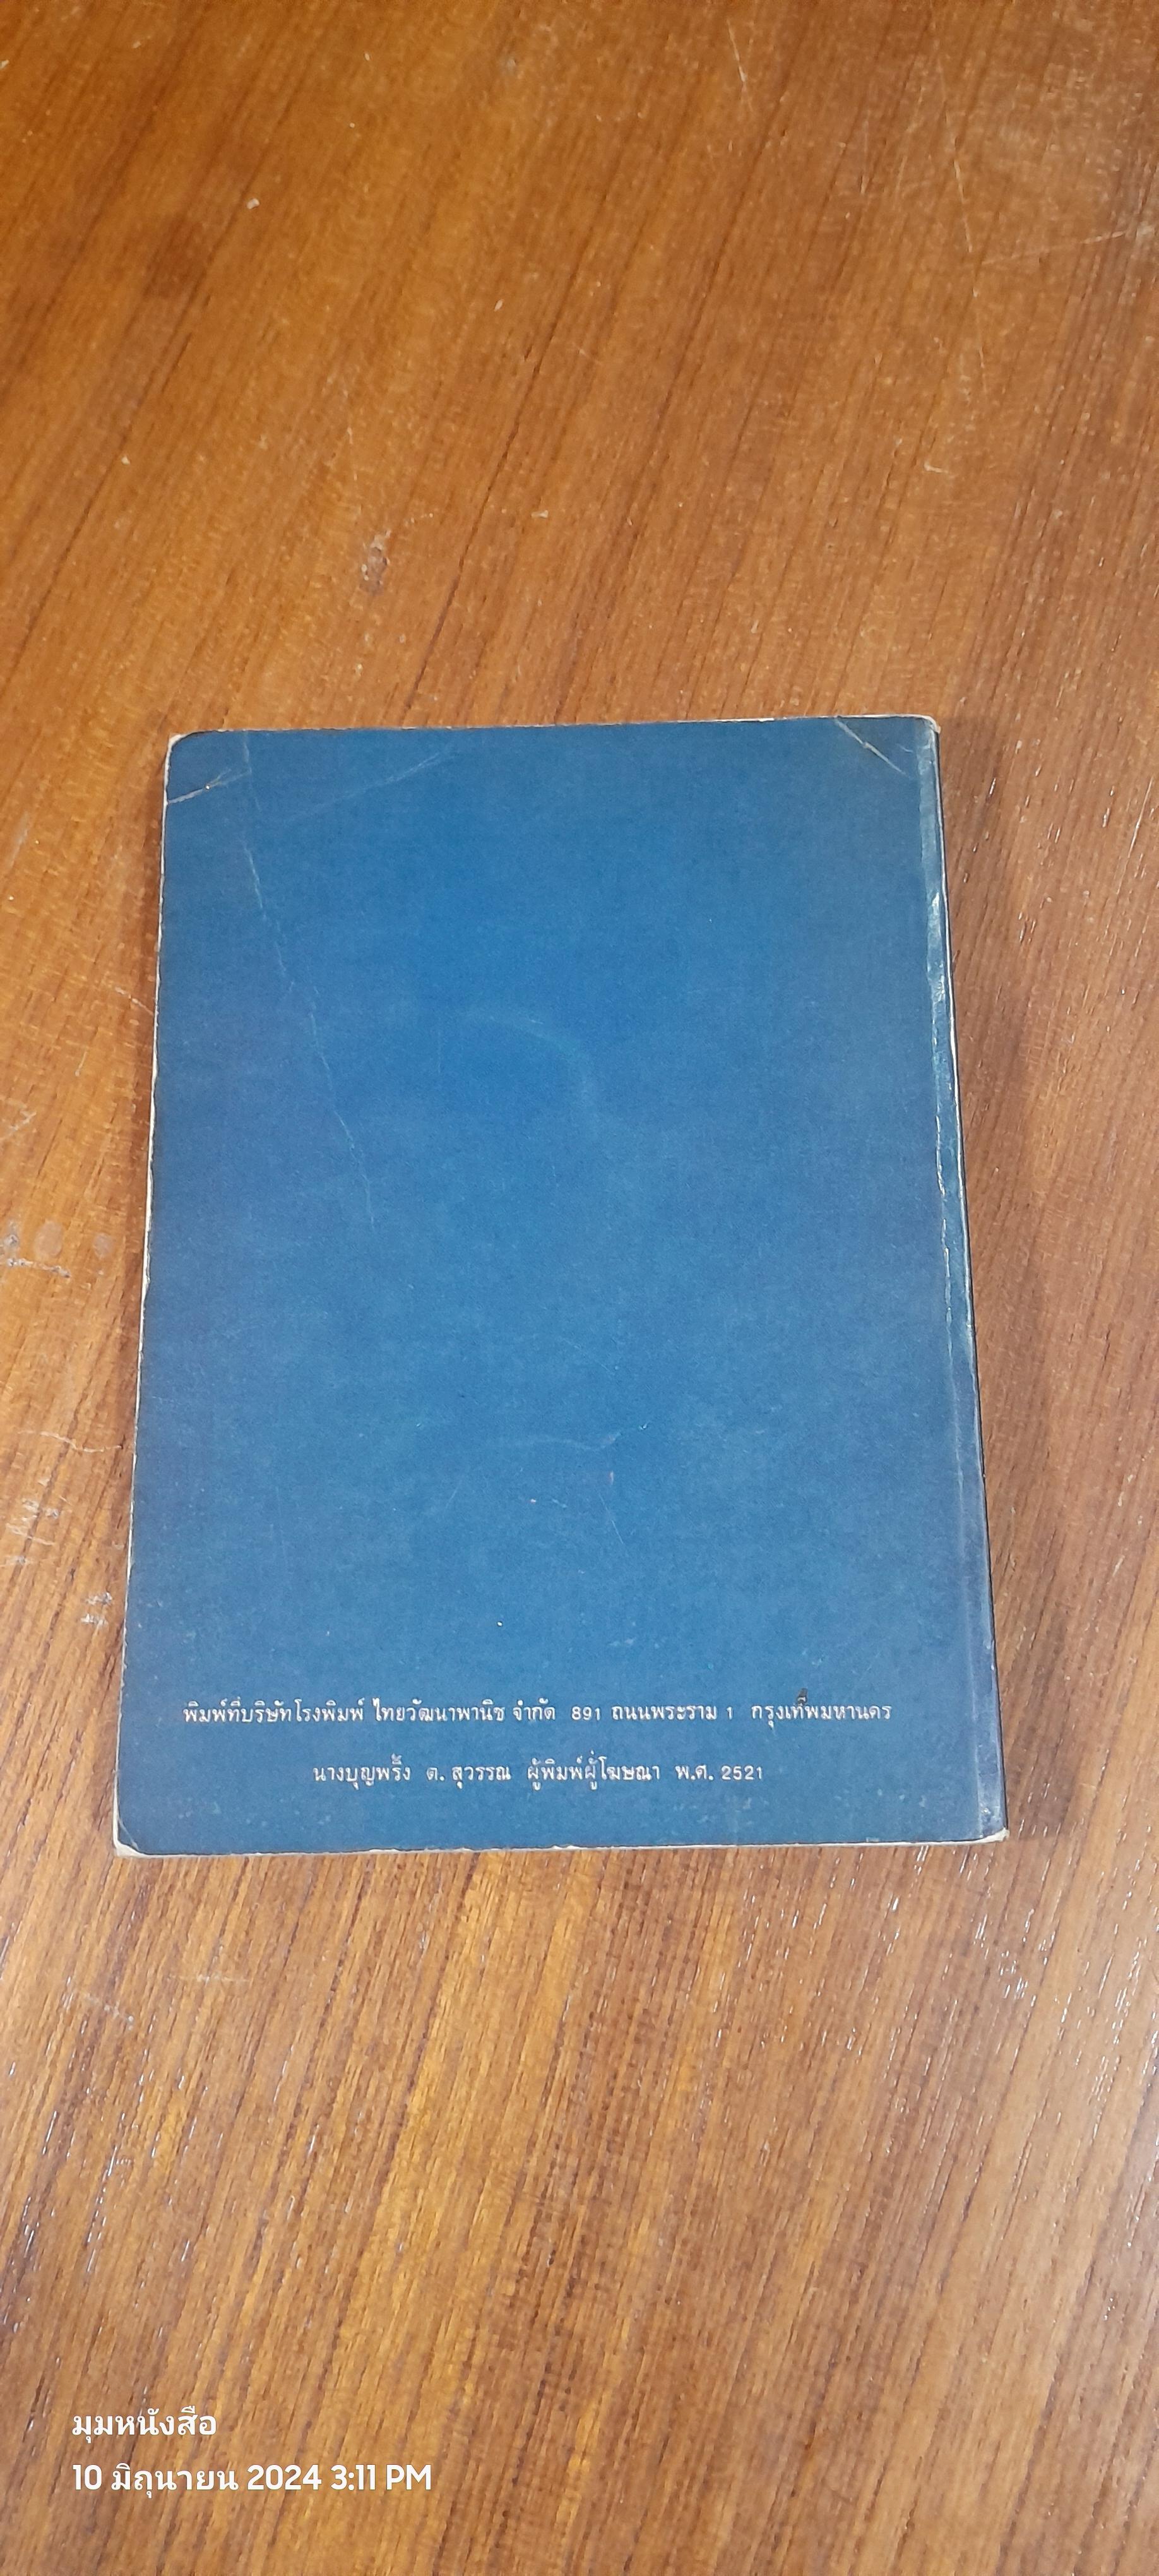 พิมพ์ที่บริษัทโรงพิมพ์ ไทยวัฒนาพานิช จำกัด 891 ถนนพระราม 1 กรุงเทพมหานคร
นางบุญพริ้ง ต. สุวรรณ ผู้พิมพ์ผู้โฆษณา พ.ศ. 2521
มุมหนังสือ
10 มิถุนายน 2024 3:11 PM